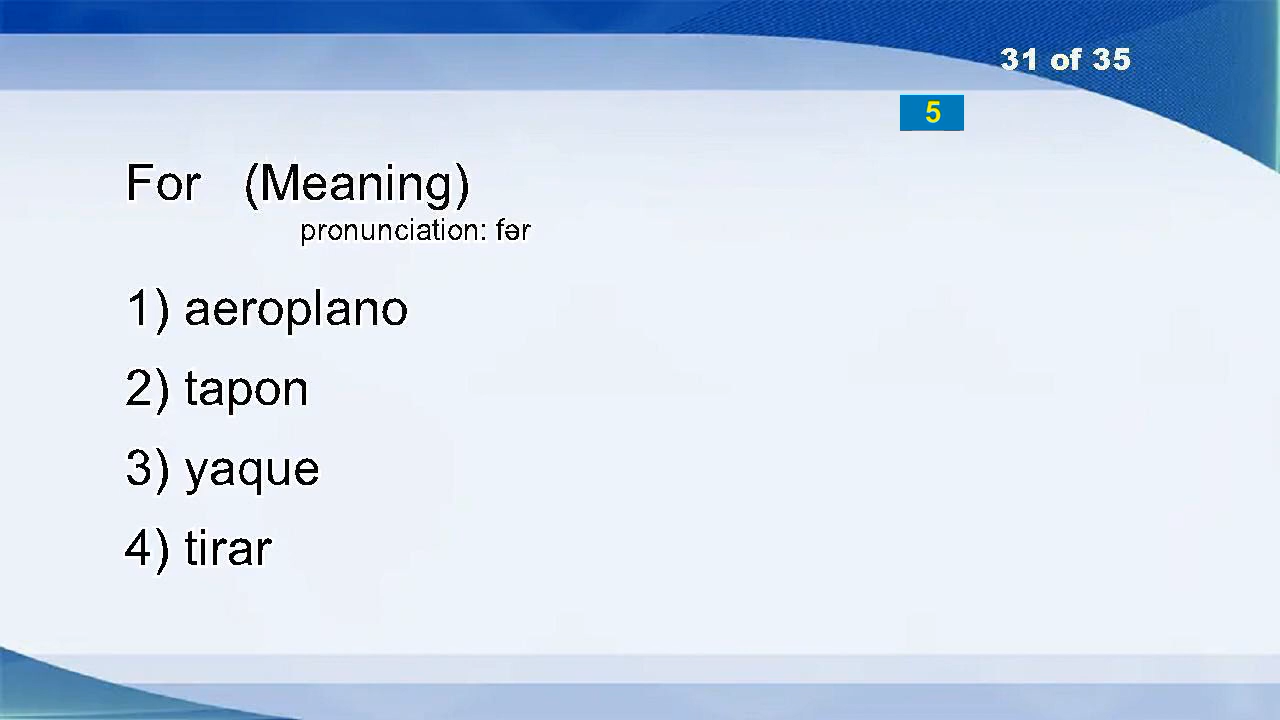 31 of 35
5
For (Meaning)
pronunciation: fər
1) aeroplano
2) tapon
3) yaque
4) tirar